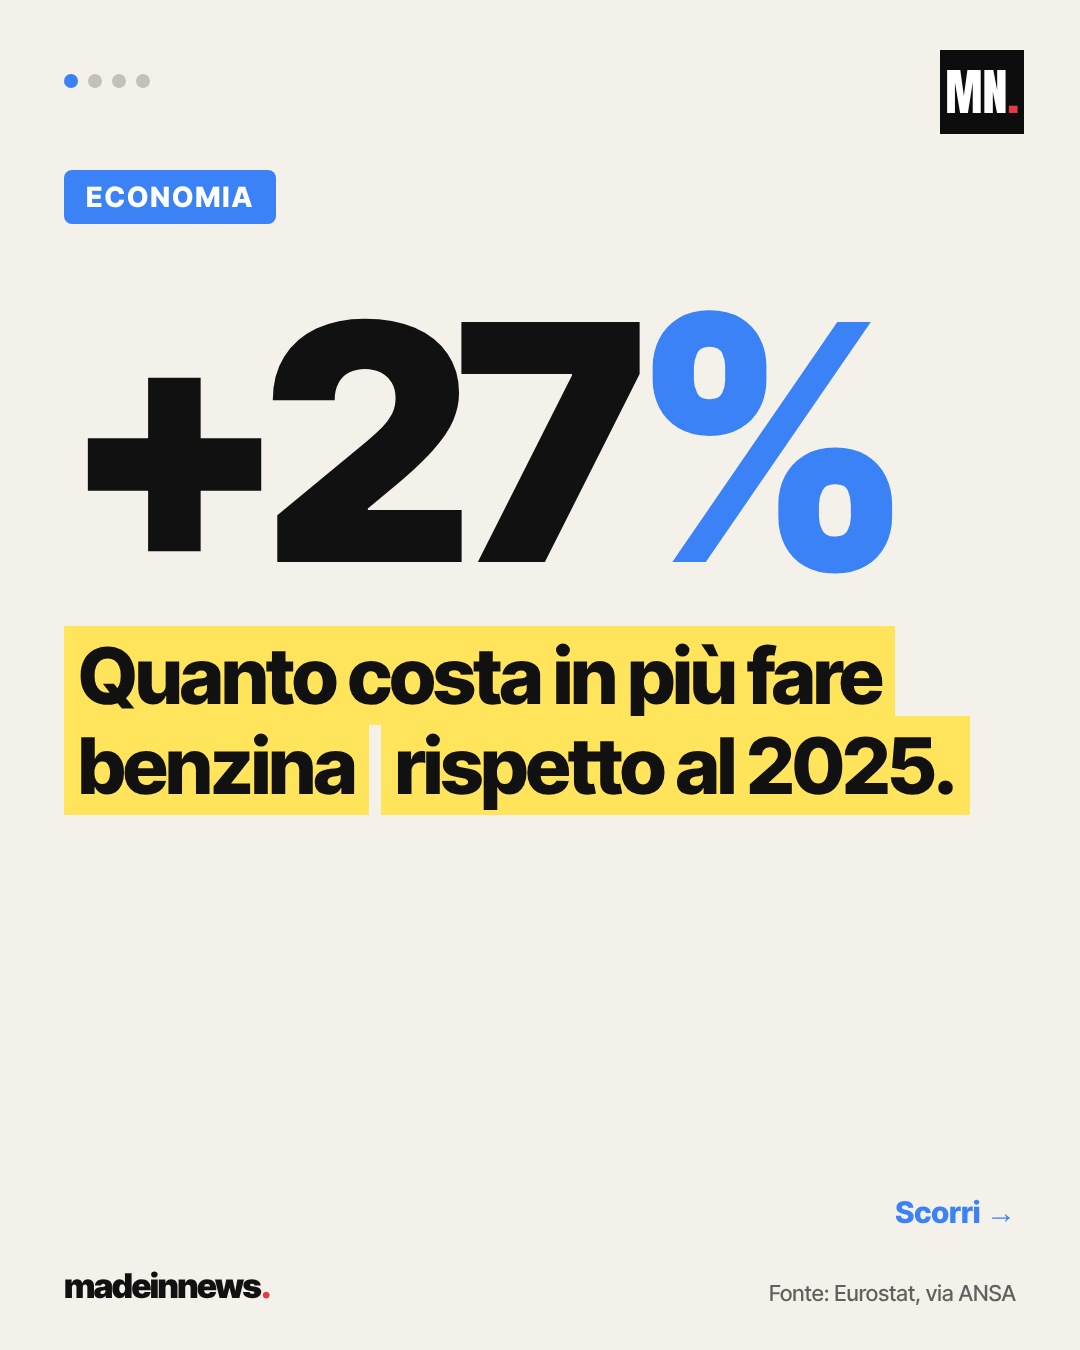 MN.
ECONOMIA
+27%
Quanto costa in più fare
benzina rispetto al 2025.
Scorri →
madeinnews.
Fonte: Eurostat, via ANSA